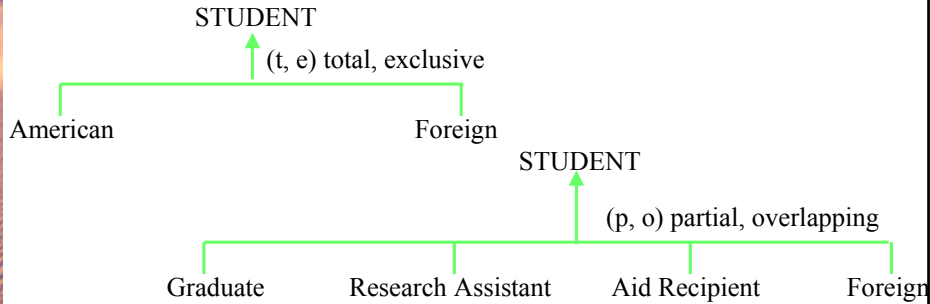 STUDENT
(t, e) total, exclusive
American Foreign
STUDENT
(p, o) partial, overlapping
Graduate Research Assistant Aid Recipient Foreign